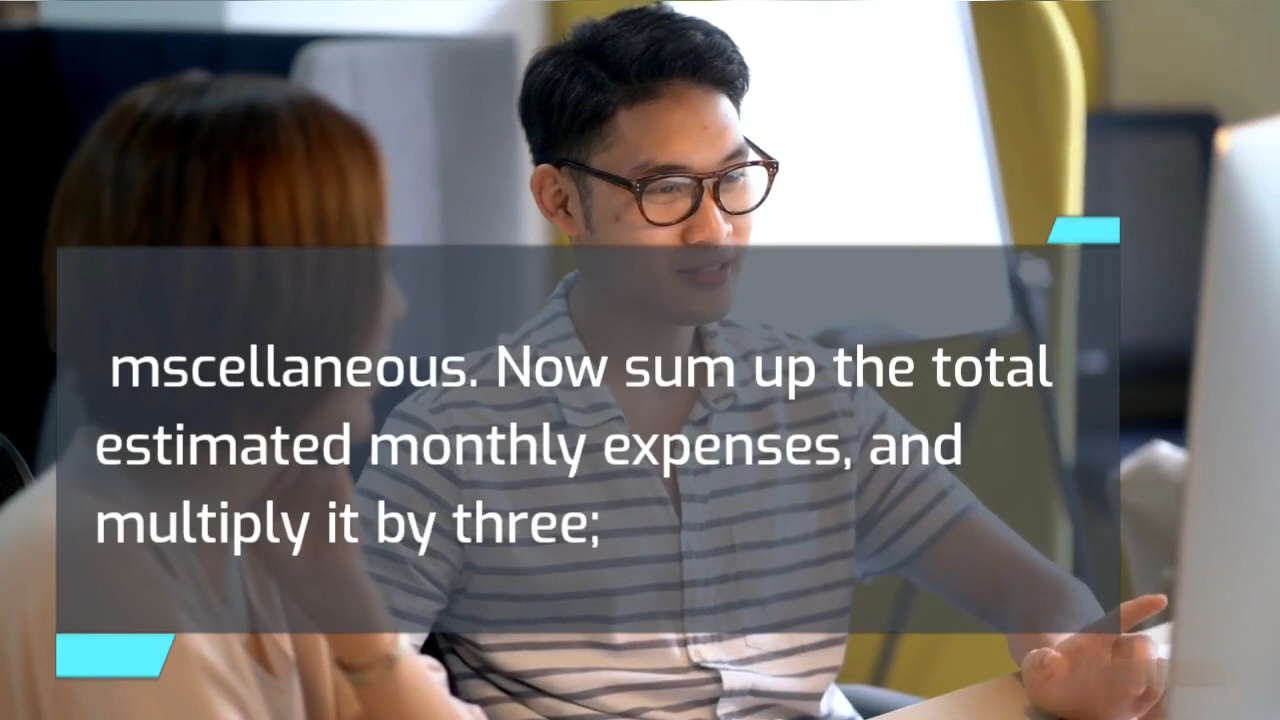 mscellaneous. Now sum up the total
estimated monthly expenses, and
multiply it by three;